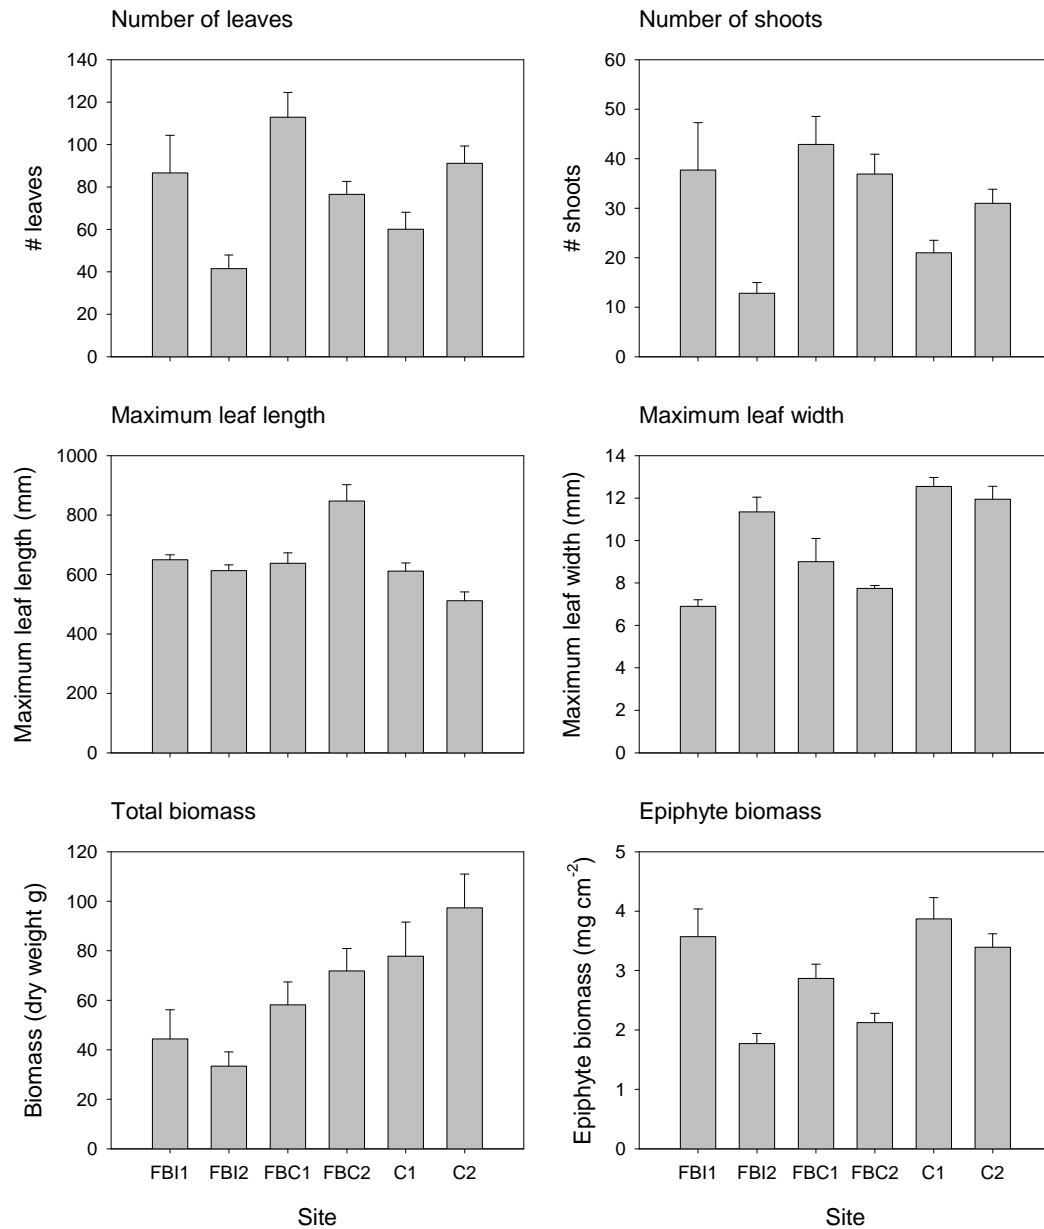 Number of leaves
Number of shoots
# leaves
140
120
100
80
60
40
20
0
# shoots
60
50
40
30
20
10
0
Maximum leaf length
Maximum leaf width
Maximum leaf length (mm)
1000
800
600
400
200
0
Maximum leaf width (mm)
14
12
10
8
6
4
2
0
Total biomass
Epiphyte biomass
Biomass (dry weight g)
120
100
80
60
40
20
0
FBI1 FBI2 FBC1 FBC2 C1 C2
Site
Epiphyte biomass (mg cm⁻²)
5
4
3
2
1
0
FBI1 FBI2 FBC1 FBC2 C1 C2
Site